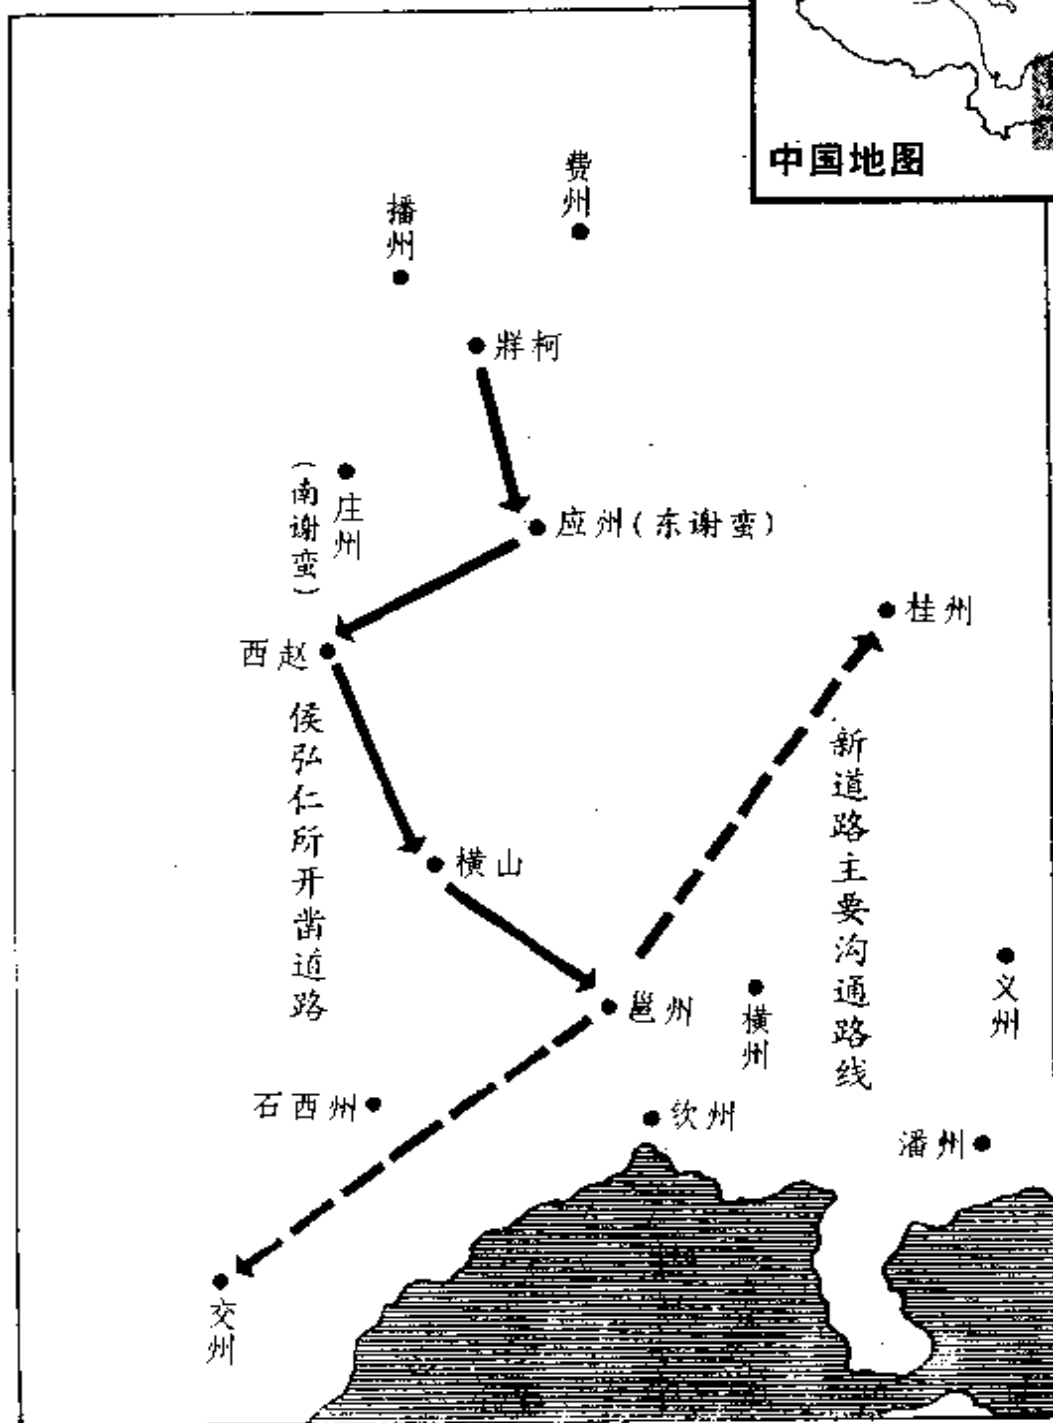 中国地图
费州
播州
牂柯
(南谢蛮)
庄州
应州(东谢蛮)
桂州
西赵
侯弘仁所开凿道路
新道路主要沟通路线
横山
邕州
横州
义州
石西州
钦州
潘州
交州